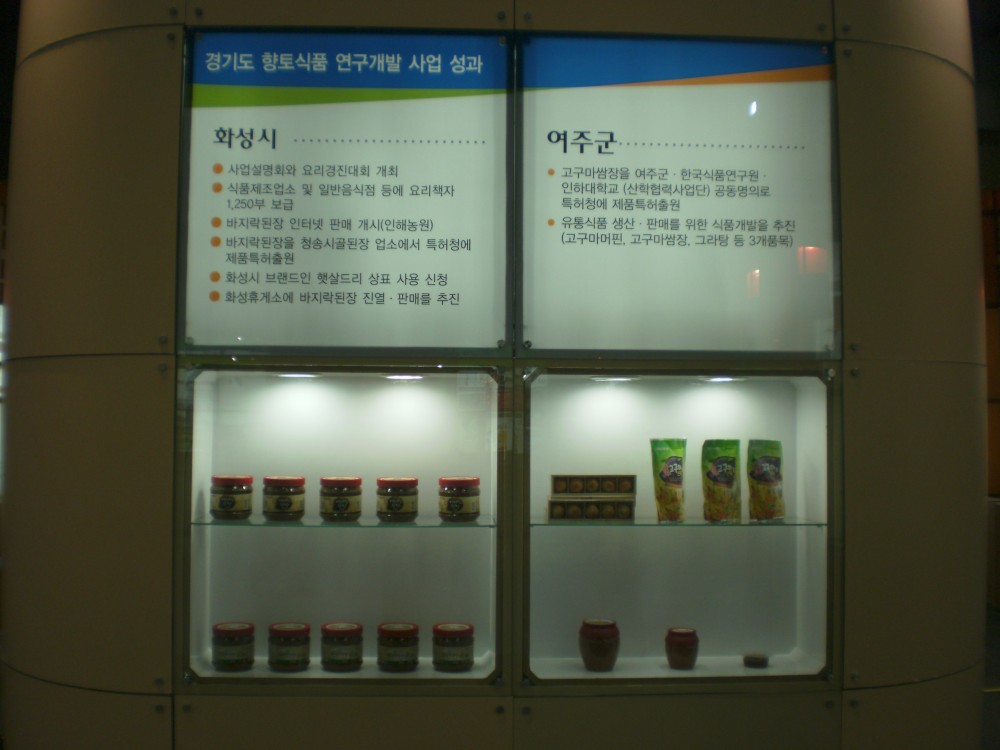 경기도 향토식품 연구개발 사업 성과
화성시
사업설명회와 요리경진대회 개최
식품제조업소 및 일반음식점 등에 요리책자
1,250부 보급
바지락된장 인터넷 판매 개시(인해농원)
바지락된장을 청송시골된장 업소에서 특허청에
제품특허출원
화성시 브랜드인 햇살드리 상표 사용 신청
화성휴게소에 바지락된장 진열 · 판매를 추진
여주군
고구마쌈장을 여주군 · 한국식품연구원 ·
인하대학교 (산학협력사업단) 공동명의로
특허청에 제품특허출원
유통식품 생산 · 판매를 위한 식품개발을 추진
(고구마머핀, 고구마쌈장, 그라탕 등 3개품목)